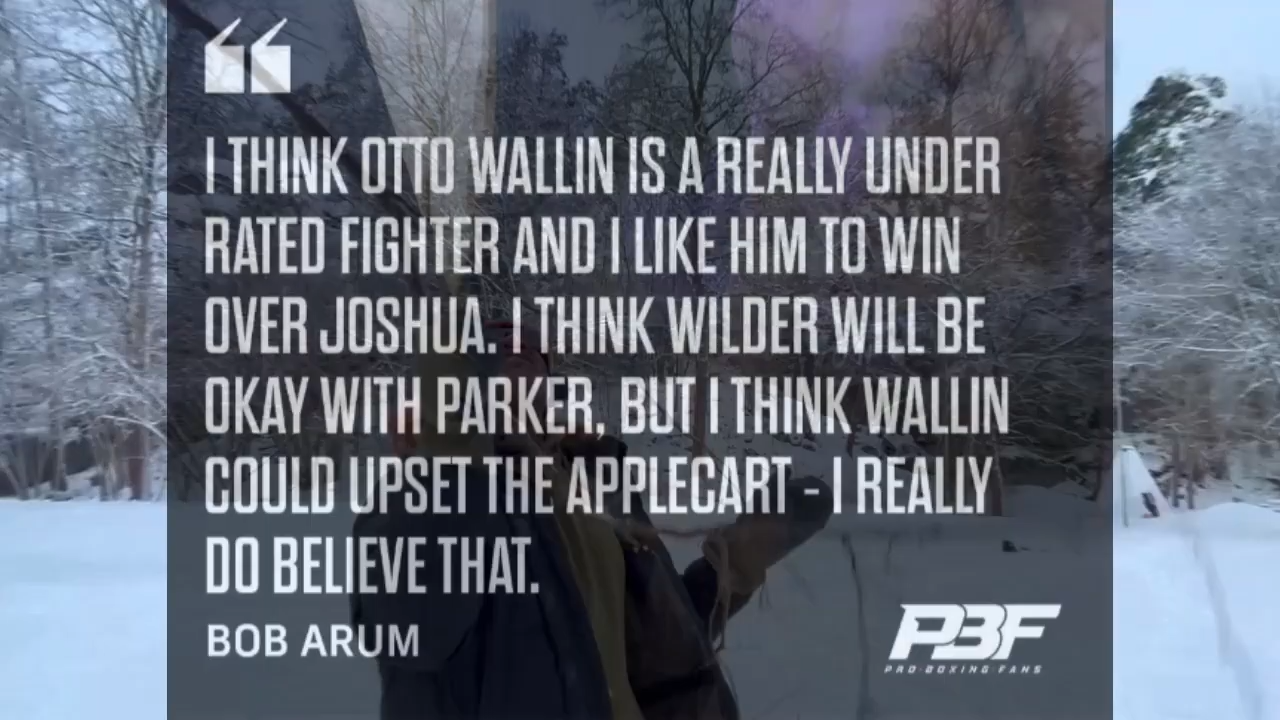 I THINK OTTO WALLIN IS A REALLY UNDER
RATED FIGHTER AND I LIKE HIM TO WIN
OVER JOSHUA. I THINK WILDER WILL BE
OKAY WITH PARKER, BUT I THINK WALLIN
COULD UPSET THE APPLECART - I REALLY
DO BELIEVE THAT.
BOB ARUM
PBF
PRO BOXING FANS